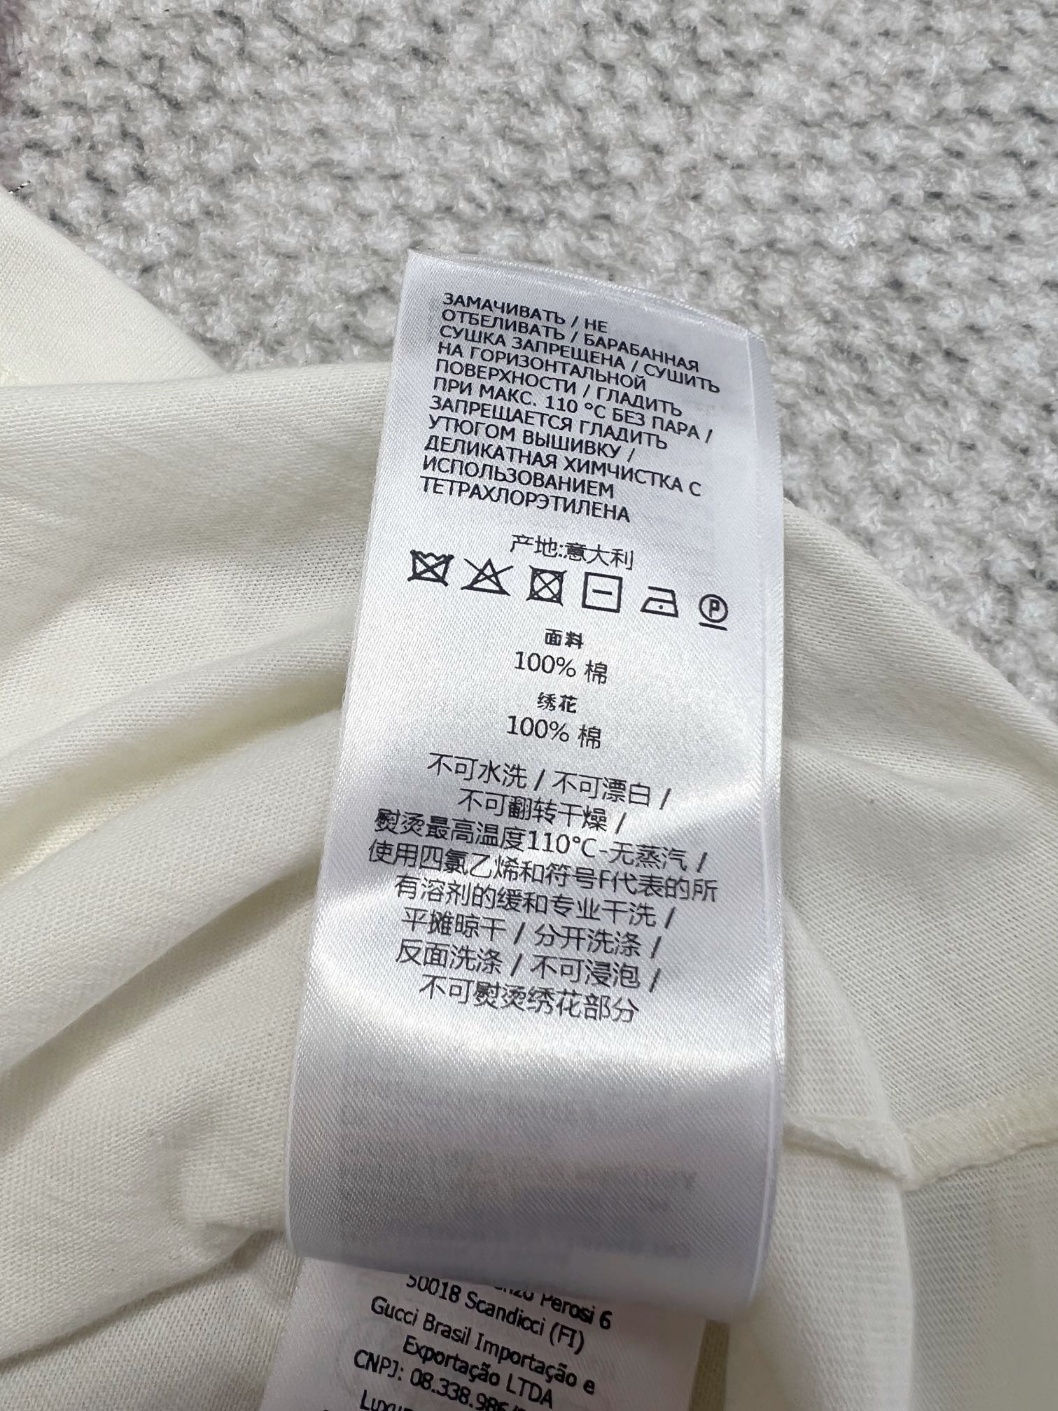 ЗАМАЧИВАТЬ / НЕ
ОТБЕЛИВАТЬ / БАРАБАННАЯ
СУШКА ЗАПРЕЩЕНА / СУШИТЬ
НА ГОРИЗОНТАЛЬНОЙ
ПОВЕРХНОСТИ / ГЛАДИТЬ
ПРИ МАКС. 110 °C БЕЗ ПАРА /
ЗАПРЕЩАЕТСЯ ГЛАДИТЬ
УТЮГОМ ВЫШИВКУ /
ДЕЛИКАТНАЯ ХИМЧИСТКА С
ИСПОЛЬЗОВАНИЕМ
ТЕТРАХЛОРЭТИЛЕНА
产地:意大利
P
面料
100% 棉
绣花
100% 棉
不可水洗 / 不可漂白 /
不可翻转干燥 /
熨烫最高温度110℃-无蒸汽 /
使用四氯乙烯和符号F代表的所
有溶剂的缓和专业干洗 /
平摊晾干 / 分开洗涤 /
反面洗涤 / 不可浸泡 /
不可熨烫绣花部分
Perosi 6
50018 Scandicci (FI)
Gucci Brasil Importação e
Exportação LTDA
CNPJ: 08.338.986